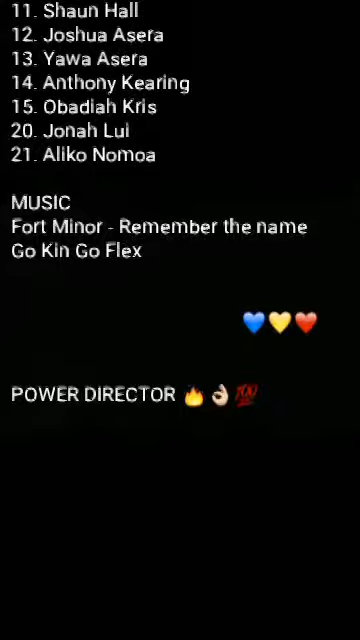 11. Shaun Hall
12. Joshua Asera
13. Yawa Asera
14. Anthony Kearing
15. Obadiah Kris
20. Jonah Lui
21. Aliko Nomoa
MUSIC
Fort Minor - Remember the name
Go Kin Go Flex
💙💛❤️
POWER DIRECTOR 🔥👌🏼💯